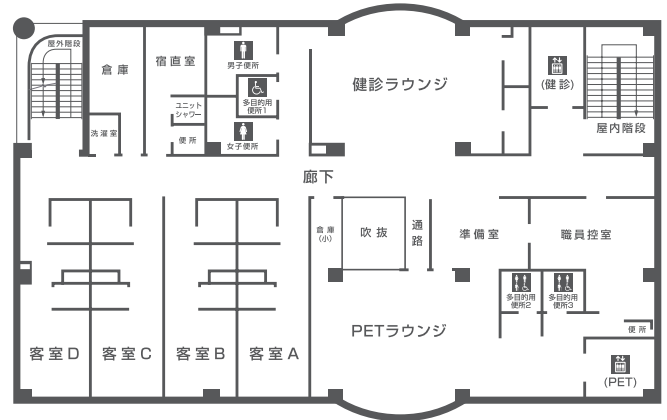 屋外階段
倉庫
宿直室
男子便所
多目的用
便所1
女子便所
ユニット
シャワー
便所
洗濯室
健診ラウンジ
(健診)
屋内階段
廊下
倉庫
(小)
吹抜
通路
準備室
職員控室
多目的用
便所2
多目的用
便所3
便所
(PET)
PETラウンジ
客室D
客室C
客室B
客室A